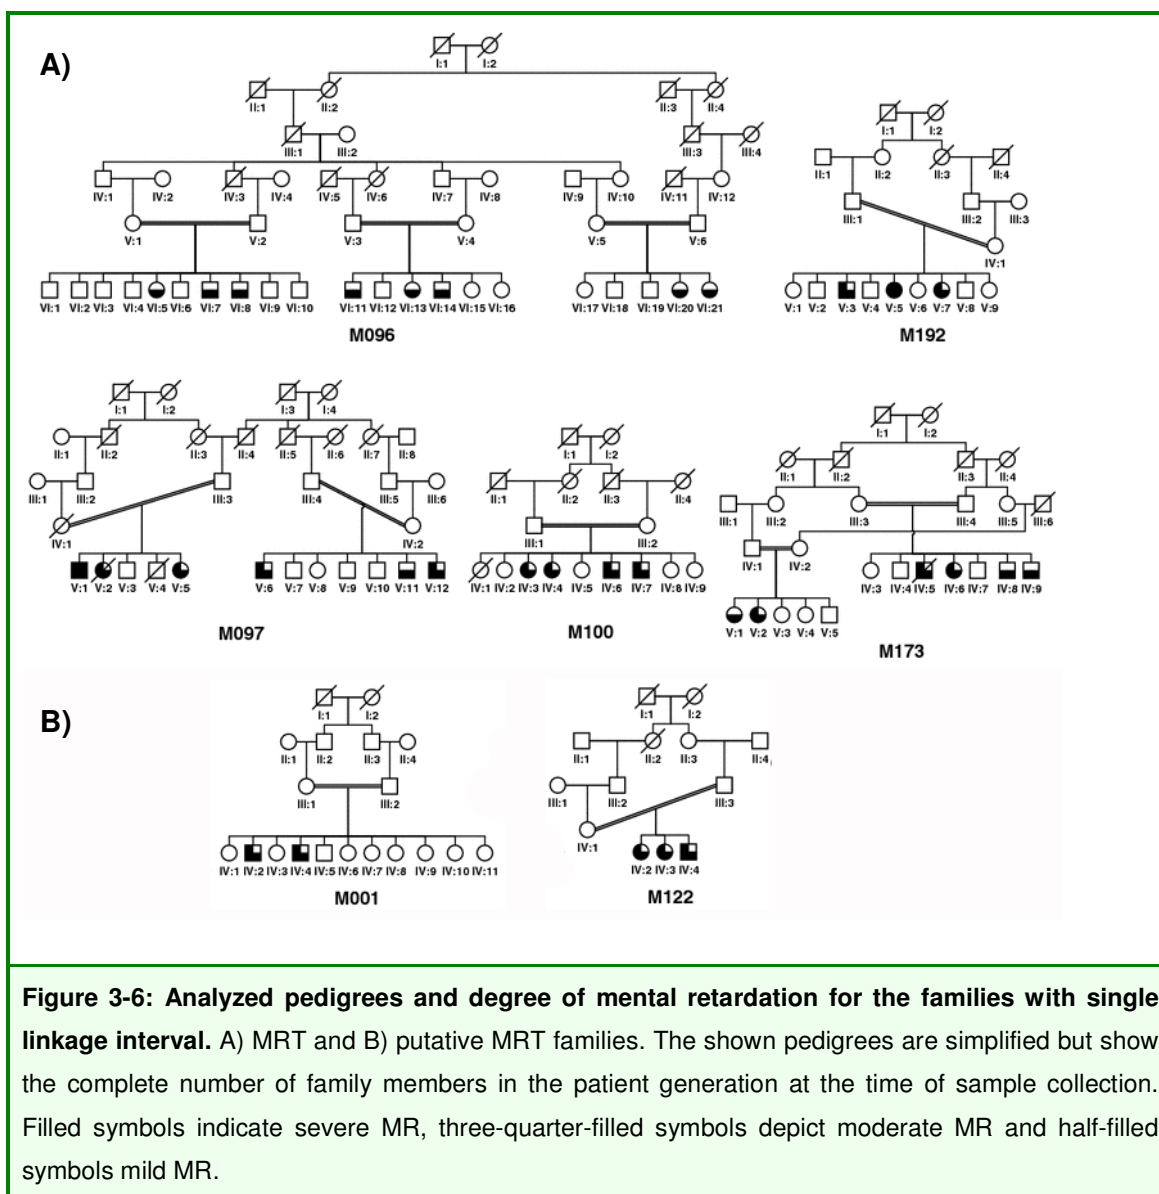 A)
I:1 I:2
II:1 II:2 II:3 II:4
III:1 III:2 III:3 III:4
IV:1 IV:2 IV:3 IV:4 IV:5 IV:6 IV:7 IV:8 IV:9 IV:10 IV:11 IV:12
V:1 V:2 V:3 V:4 V:5 V:6
VI:1 VI:2 VI:3 VI:4 VI:5 VI:6 VI:7 VI:8 VI:9 VI:10 VI:11 VI:12 VI:13 VI:14 VI:15 VI:16 VI:17 VI:18 VI:19 VI:20 VI:21
M096
I:1 I:2
II:1 II:2 II:3 II:4
III:1 III:2 III:3
IV:1
V:1 V:2 V:3 V:4 V:5 V:6 V:7 V:8 V:9
M192
I:1 I:2 I:3 I:4
II:1 II:2 II:3 II:4 II:5 II:6 II:7 II:8
III:1 III:2 III:3 III:4 III:5 III:6
IV:1 IV:2
V:1 V:2 V:3 V:4 V:5 V:6 V:7 V:8 V:9 V:10 V:11 V:12
M097
I:1 I:2
II:1 II:2 II:3 II:4
III:1 III:2
IV:1 IV:2 IV:3 IV:4 IV:5 IV:6 IV:7 IV:8 IV:9
M100
I:1 I:2
II:1 II:2 II:3 II:4
III:1 III:2 III:3 III:4 III:5 III:6
IV:1 IV:2 IV:3 IV:4 IV:5 IV:6 IV:7 IV:8 IV:9
V:1 V:2 V:3 V:4 V:5
M173
B)
I:1 I:2
II:1 II:2 II:3 II:4
III:1 III:2
IV:1 IV:2 IV:3 IV:4 IV:5 IV:6 IV:7 IV:8 IV:9 IV:10 IV:11
M001
I:1 I:2
II:1 II:2 II:3 II:4
III:1 III:2 III:3
IV:1
IV:2 IV:3 IV:4
M122
Figure 3-6: Analyzed pedigrees and degree of mental retardation for the families with single
linkage interval. A) MRT and B) putative MRT families. The shown pedigrees are simplified but show
the complete number of family members in the patient generation at the time of sample collection.
Filled symbols indicate severe MR, three-quarter-filled symbols depict moderate MR and half-filled
symbols mild MR.